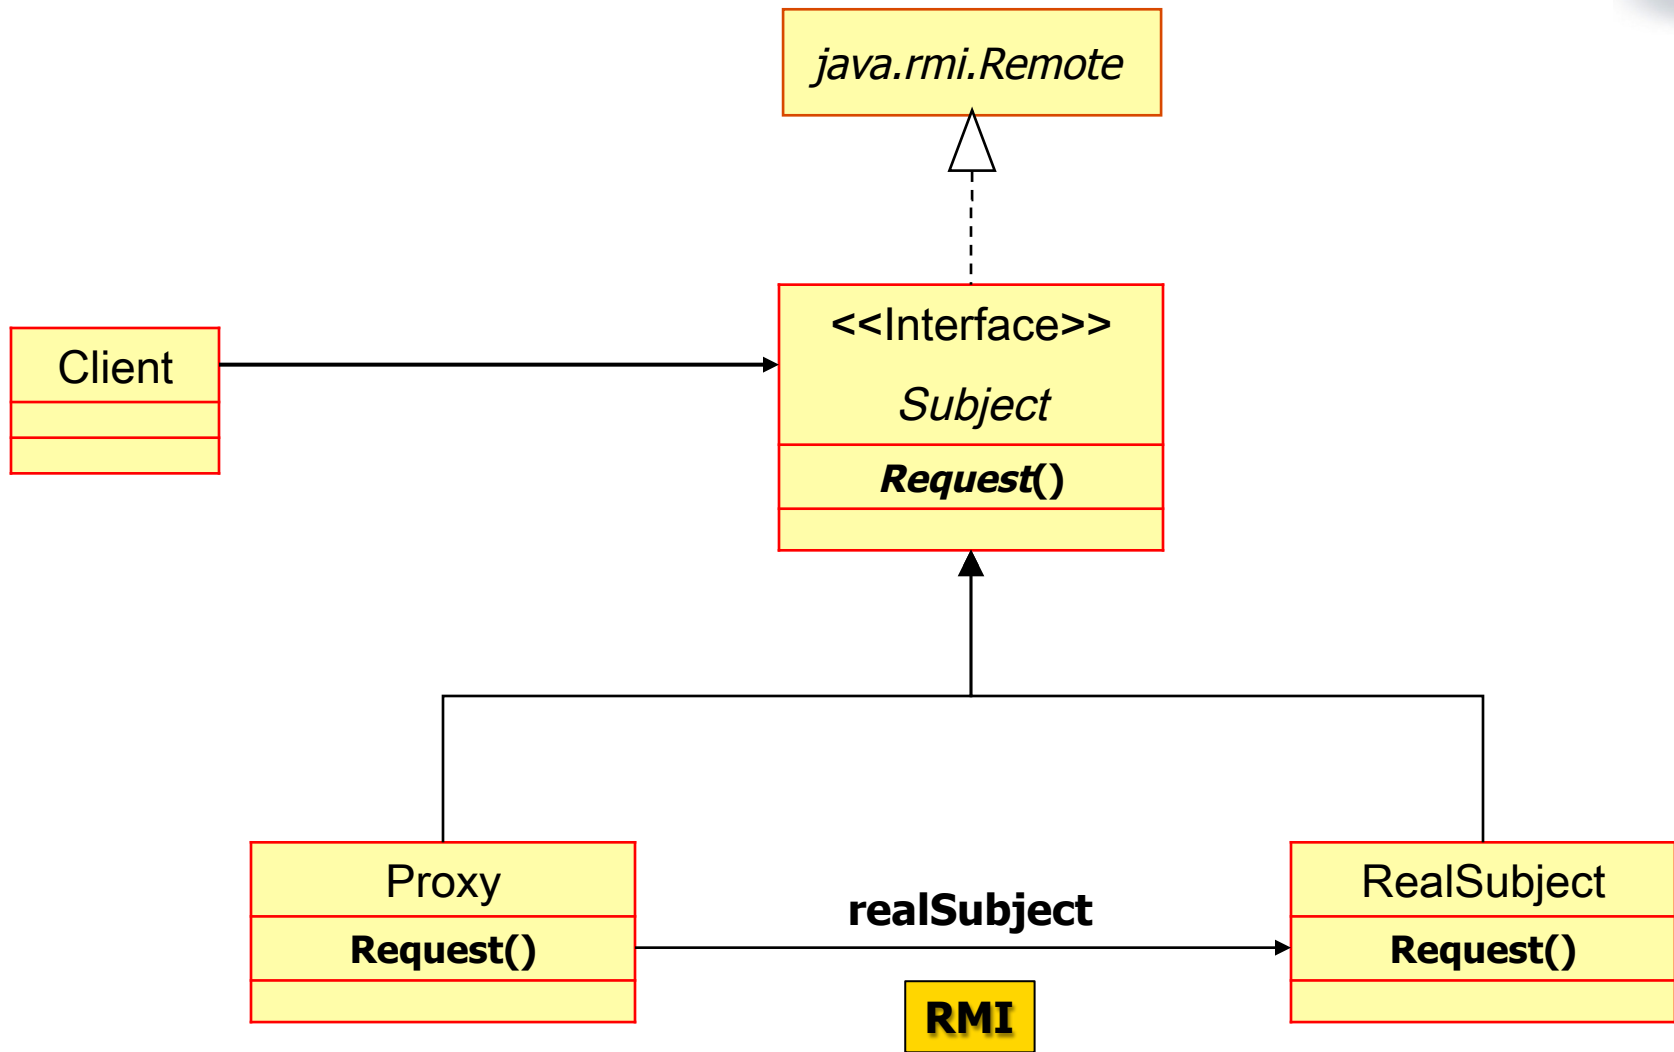 java.rmi.Remote
<<Interface>>
Client
Subject
Request()
Proxy
RealSubject
realSubject
Request()
Request()
RMI